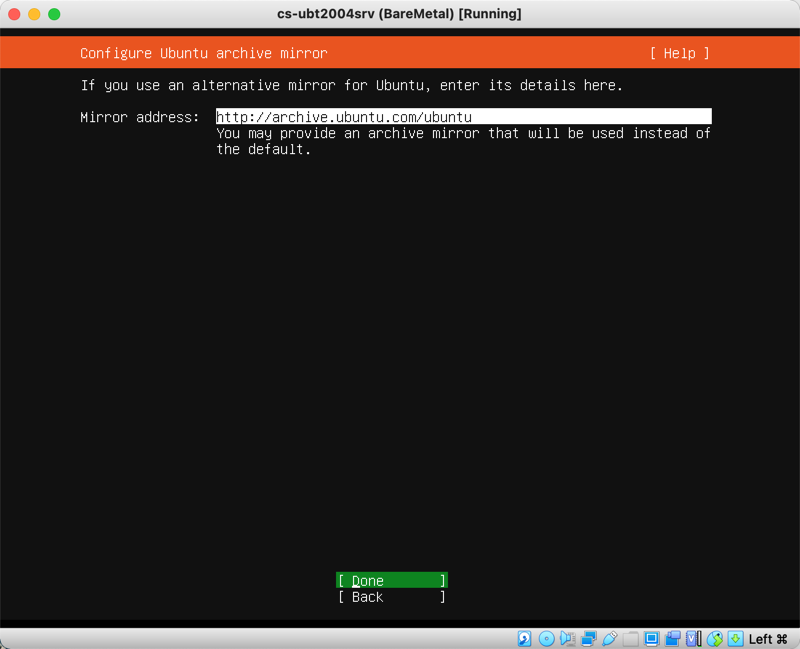 cs-ubt2004srv (BareMetal) [Running]
Configure Ubuntu archive mirror [ Help ]
If you use an alternative mirror for Ubuntu, enter its details here.
Mirror address: http://archive.ubuntu.com/ubuntu
You may provide an archive mirror that will be used instead of
the default.
[ Done ]
[ Back ]
Left ⌘